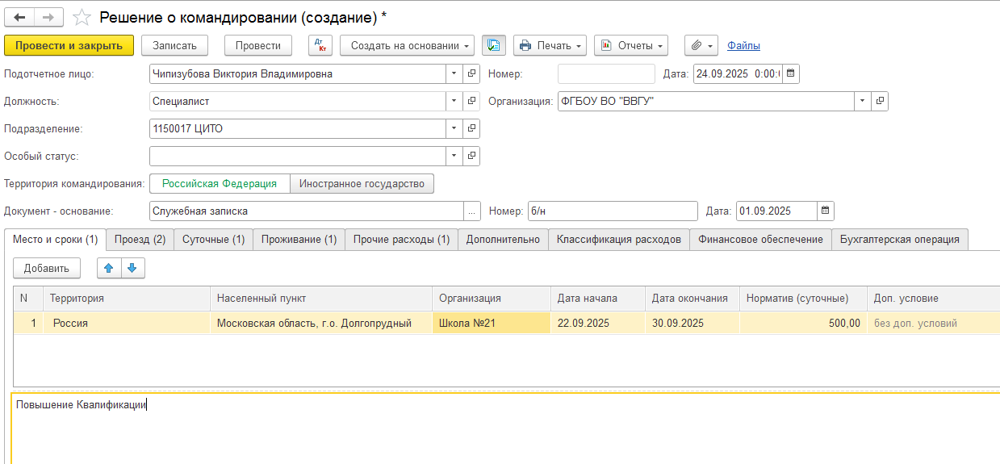 Решение о командировании (создание) *
Провести и закрыть Записать Провести Дт Кт Создать на основании Печать Отчеты Файлы
Подотчетное лицо: Чипизубова Виктория Владимировна Номер: Дата: 24.09.2025 0:00:
Должность: Специалист Организация: ФГБОУ ВО "ВВГУ"
Подразделение: 1150017 ЦИТО
Особый статус:
Территория командирования: Российская Федерация Иностранное государство
Документ - основание: Служебная записка ... Номер: б/н Дата: 01.09.2025
Место и сроки (1) Проезд (2) Суточные (1) Проживание (1) Прочие расходы (1) Дополнительно Классификация расходов Финансовое обеспечение Бухгалтерская операция
Добавить
N Территория Населенный пункт Организация Дата начала Дата окончания Норматив (суточные) Доп. условие
1 Россия Московская область, г.о. Долгопрудный Школа №21 22.09.2025 30.09.2025 500,00 без доп. условий
Повышение Квалификации